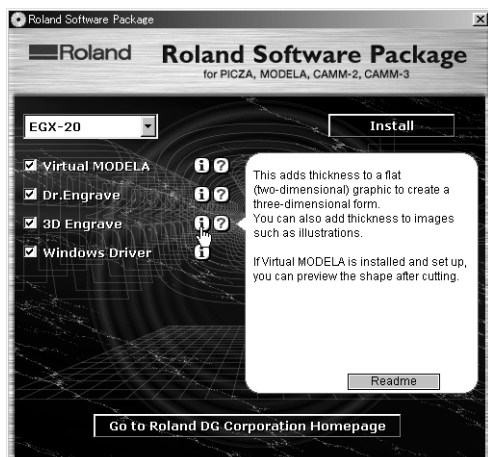 Roland Software Package
Roland
Roland Software Package
for PICZA, MODELA, CAMM-2, CAMM-3
EGX-20
Install
Virtual MODELA
Dr.Engrave
3D Engrave
Windows Driver
This adds thickness to a flat
(two-dimensional) graphic to create a
three-dimensional form.
You can also add thickness to images
such as illustrations.
If Virtual MODELA is installed and set up,
you can preview the shape after cutting.
Readme
Go to Roland DG Corporation Homepage